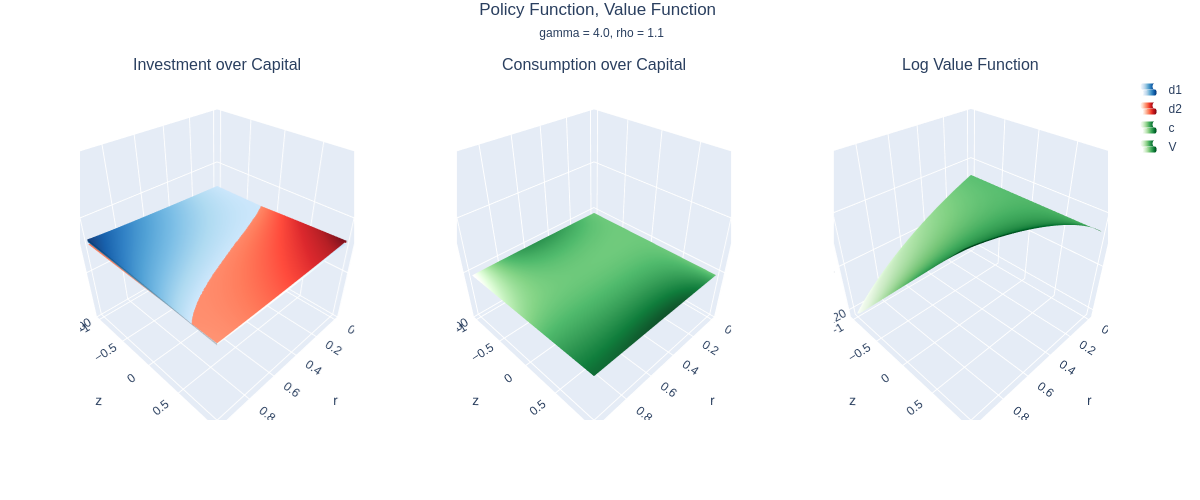 Policy Function, Value Function
gamma = 4.0, rho = 1.1
Investment over Capital
Consumption over Capital
Log Value Function
d1
d2
c
V
−0.5
0
0.5
z
0
0.2
0.4
0.6
0.8
r
−0.5
0
0.5
z
0
0.2
0.4
0.6
0.8
r
20
−1
−0.5
0
0.5
z
0
0.2
0.4
0.6
0.8
r